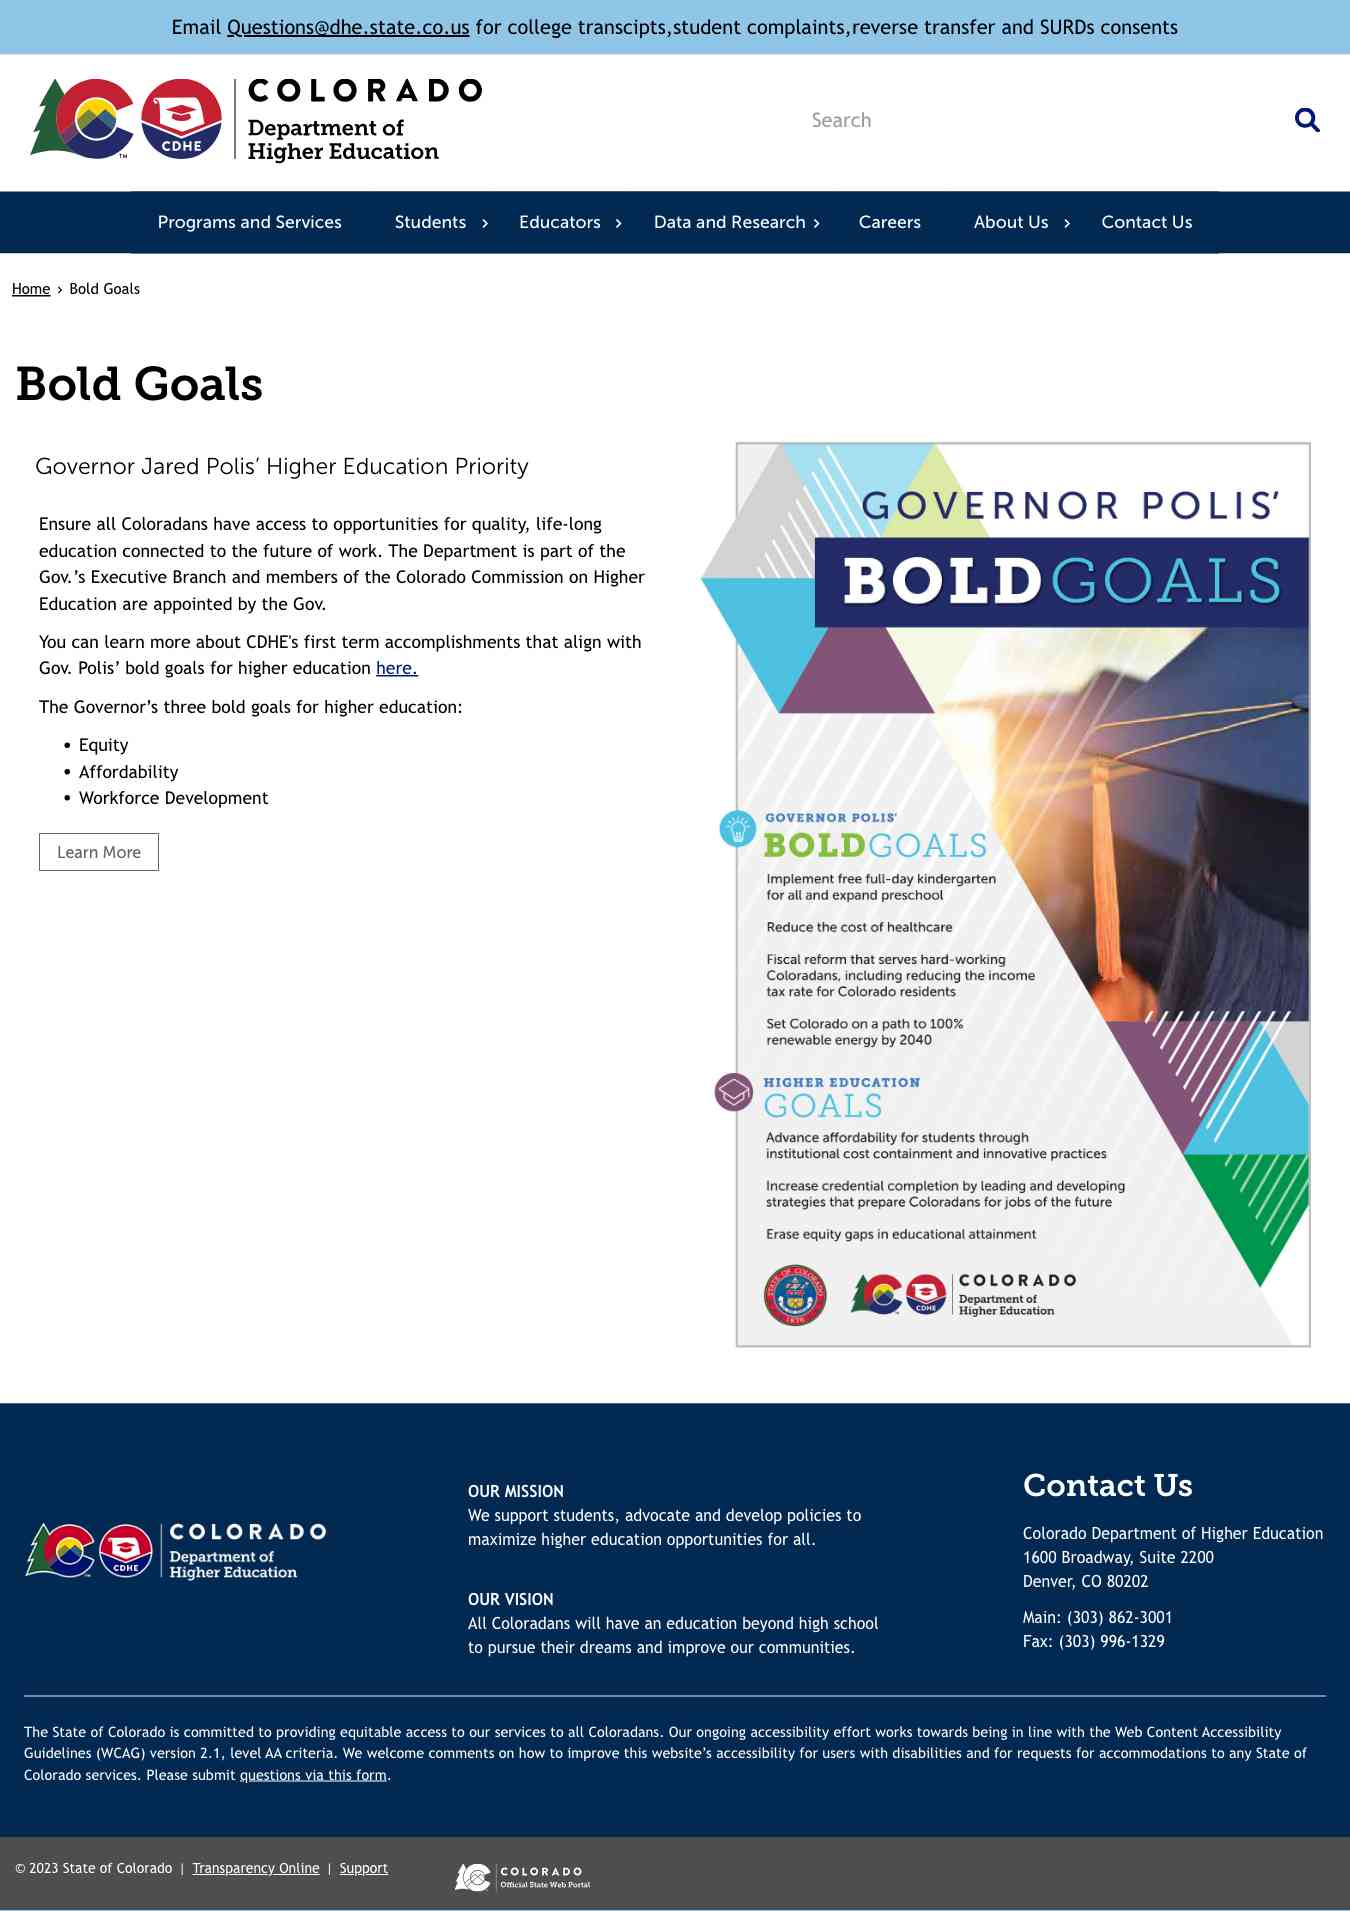 Email Questions@dhe.state.co.us for college transcipts,student complaints,reverse transfer and SURDs consents
COLORADO
Department of
Higher Education
CDHE
TM
Search
Programs and Services Students › Educators › Data and Research › Careers About Us › Contact Us
Home › Bold Goals
Bold Goals
Governor Jared Polis’ Higher Education Priority
Ensure all Coloradans have access to opportunities for quality, life-long
education connected to the future of work. The Department is part of the
Gov.’s Executive Branch and members of the Colorado Commission on Higher
Education are appointed by the Gov.
You can learn more about CDHE's first term accomplishments that align with
Gov. Polis’ bold goals for higher education here.
The Governor’s three bold goals for higher education:
• Equity
• Affordability
• Workforce Development
Learn More
GOVERNOR POLIS’
BOLD GOALS
GOVERNOR POLIS’
BOLDGOALS
Implement free full-day kindergarten
for all and expand preschool
Reduce the cost of healthcare
Fiscal reform that serves hard-working
Coloradans, including reducing the income
tax rate for Colorado residents
Set Colorado on a path to 100%
renewable energy by 2040
HIGHER EDUCATION
GOALS
Advance affordability for students through
institutional cost containment and innovative practices
Increase credential completion by leading and developing
strategies that prepare Coloradans for jobs of the future
Erase equity gaps in educational attainment
STATE OF COLORADO
1876
CDHE
COLORADO
Department of
Higher Education
CDHE
COLORADO
Department of
Higher Education
OUR MISSION
We support students, advocate and develop policies to
maximize higher education opportunities for all.
OUR VISION
All Coloradans will have an education beyond high school
to pursue their dreams and improve our communities.
Contact Us
Colorado Department of Higher Education
1600 Broadway, Suite 2200
Denver, CO 80202
Main: (303) 862-3001
Fax: (303) 996-1329
The State of Colorado is committed to providing equitable access to our services to all Coloradans. Our ongoing accessibility effort works towards being in line with the Web Content Accessibility
Guidelines (WCAG) version 2.1, level AA criteria. We welcome comments on how to improve this website’s accessibility for users with disabilities and for requests for accommodations to any State of
Colorado services. Please submit questions via this form.
© 2023 State of Colorado | Transparency Online | Support
COLORADO
Official State Web Portal